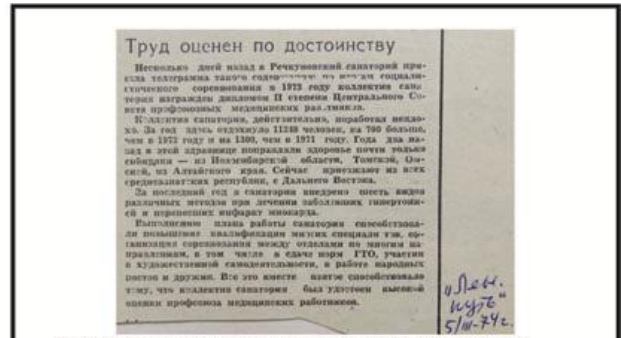 Труд оценен по достоинству
Несколько дней назад в Речкуновский санаторий при-
шла телеграмма такого содержания: по итогам социали-
стического соревнования в 1973 году коллектив сана
тория награжден дипломом II степени Центрального Со-
вета профсоюзных медицинских работников.
Коллектив санатория, действительно, поработал неплo-
хо. За год здесь отдохнуло 11248 человек, на 700 больше,
чем в 1972 году и на 1300, чем в 1971 году. Года два на-
зад в этой здравнице поправляли здоровье почти только
сибиряки — из Новосибирской области, Томской, Ом-
ской, из Алтайского края. Сейчас приезжают из всех
среднеазиатских республик, с Дальнего Востока.
За последний год в санатории внедрено шесть видов
различных методов при лечении заболевших гипертони-
ей и перенесших инфаркт миокарда.
Выполнению плана работы санатория способствова-
ли повышение квалификации многих специалистов, ор-
ганизация соревнования между отделами по многим на-
правлениям, в том числе в сдаче норм ГТО, участии
в художественной самодеятельности, в работе народных
постов и дружин. Все это вместе взятое способствовало
тому, что коллектив санатория был удостоен высокой
оценки профсоюза медицинских работников.
"Лен.
путь"
5/III-74г.